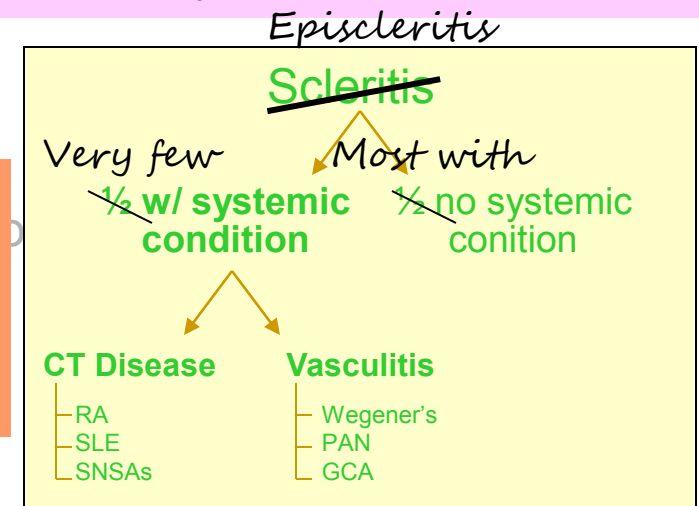 Episcleritis
Scleritis
Very few Most with
½ w/ systemic ½ no systemic
condition conition
CT Disease Vasculitis
RA Wegener's
SLE PAN
SNSAs GCA